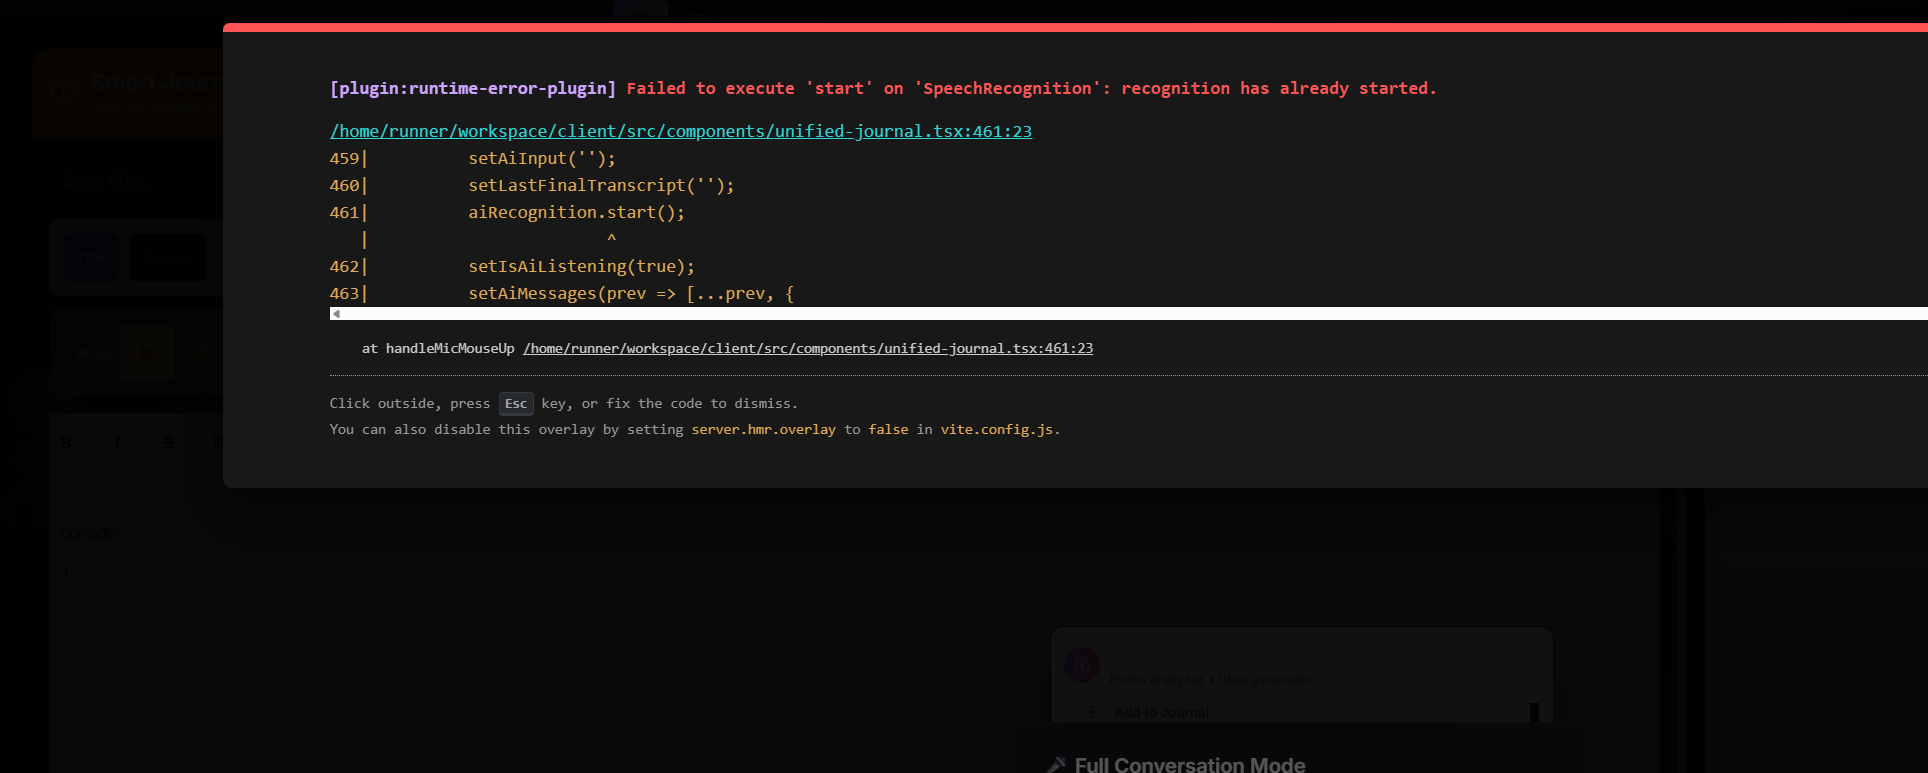 Smart Journ
[plugin:runtime-error-plugin] Failed to execute 'start' on 'SpeechRecognition': recognition has already started.
/home/runner/workspace/client/src/components/unified-journal.tsx:461:23
459|          setAiInput('');
460|          setLastFinalTranscript('');
461|          aiRecognition.start();
   |                        ^
462|          setIsAiListening(true);
463|          setAiMessages(prev => [...prev, {
at handleMicMouseUp /home/runner/workspace/client/src/components/unified-journal.tsx:461:23
Click outside, press Esc key, or fix the code to dismiss.
You can also disable this overlay by setting server.hmr.overlay to false in vite.config.js.
Mood
B I S
consider
Photo analyzer • Idea generator
+ Add to Journal
Full Conversation Mode